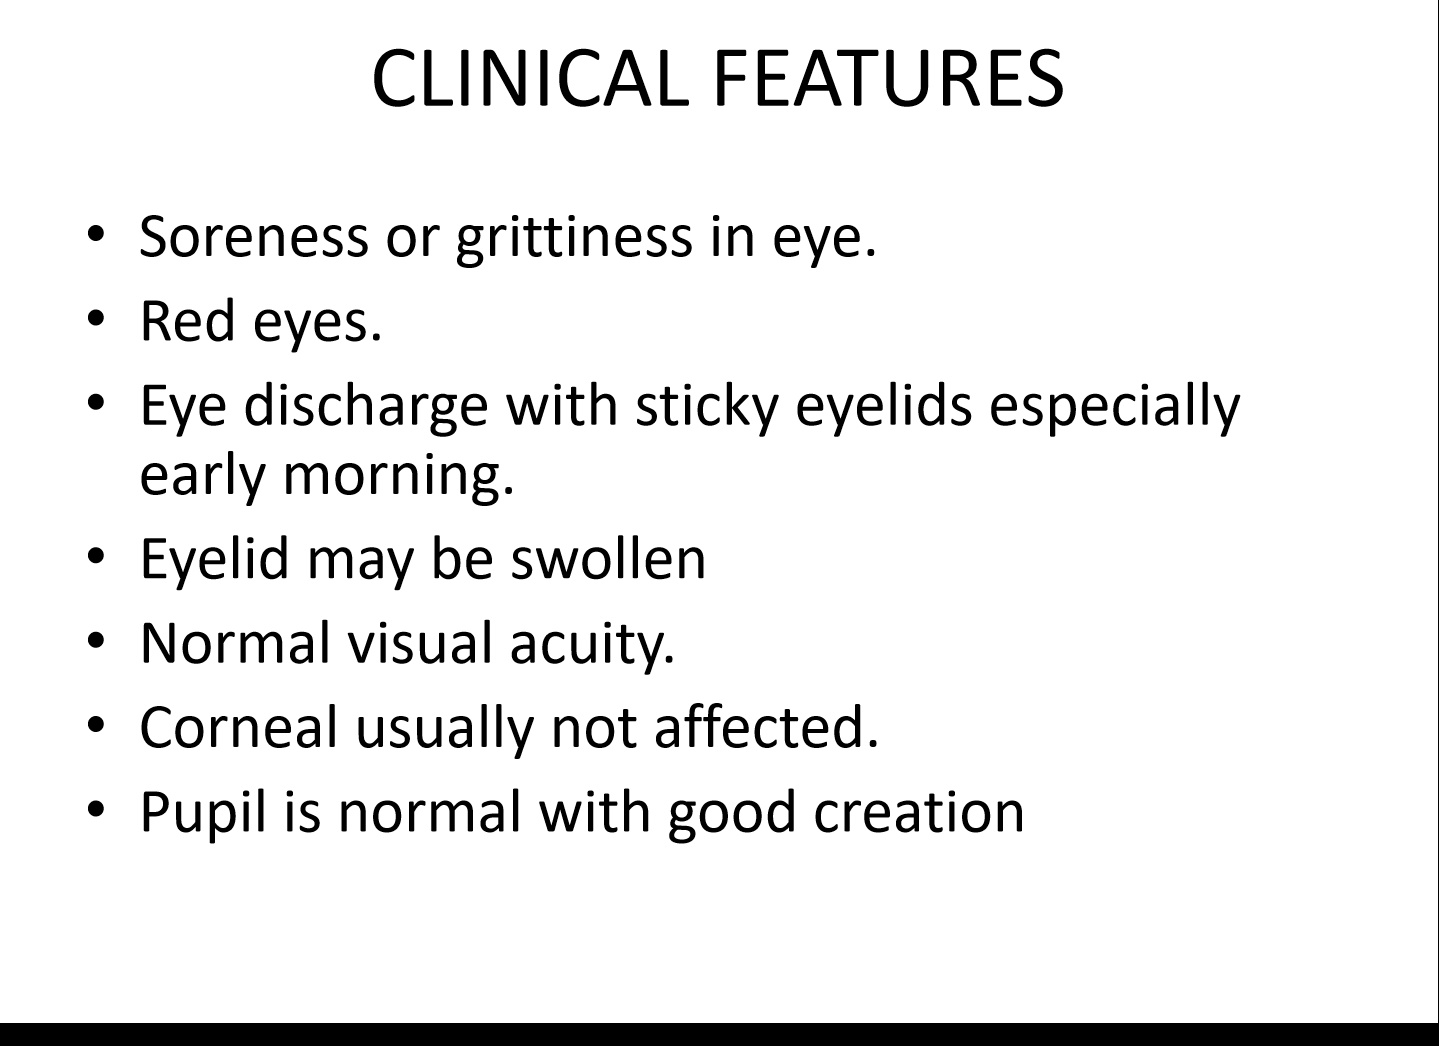 CLINICAL FEATURES
• Soreness or grittiness in eye.
• Red eyes.
• Eye discharge with sticky eyelids especially
early morning.
• Eyelid may be swollen
• Normal visual acuity.
• Corneal usually not affected.
• Pupil is normal with good creation